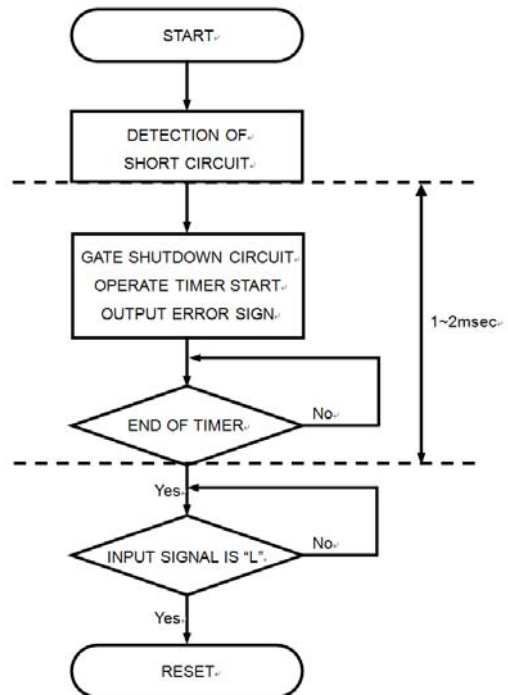 START
DETECTION OF
SHORT CIRCUIT
GATE SHUTDOWN CIRCUIT
OPERATE TIMER START
OUTPUT ERROR SIGN
1~2msec
No
END OF TIMER
Yes
No
INPUT SIGNAL IS “L”
Yes
RESET